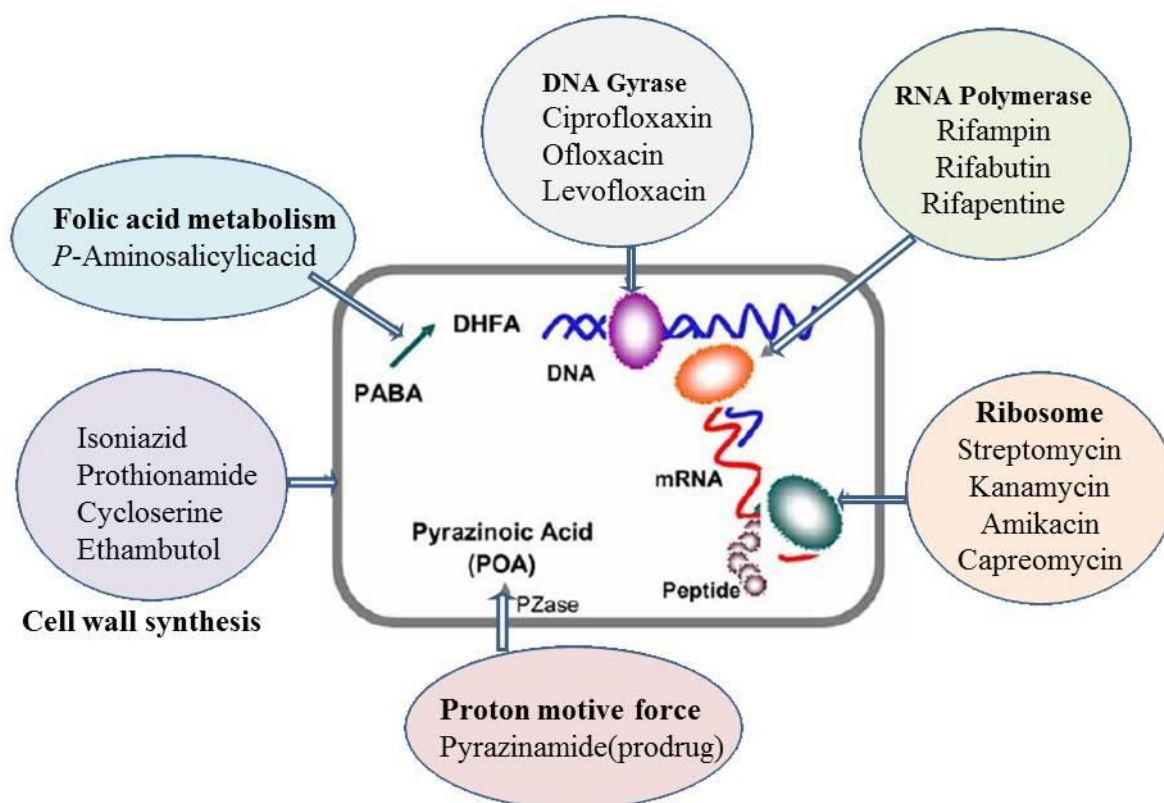 DNA Gyrase
Ciprofloxaxin
Ofloxacin
Levofloxacin
RNA Polymerase
Rifampin
Rifabutin
Rifapentine
Folic acid metabolism
P-Aminosalicylicacid
DHFA
PABA
DNA
Isoniazid
Prothionamide
Cycloserine
Ethambutol
Cell wall synthesis
mRNA
Ribosome
Streptomycin
Kanamycin
Amikacin
Capreomycin
Pyrazinoic Acid
(POA)
PZase
Peptide
Proton motive force
Pyrazinamide(prodrug)